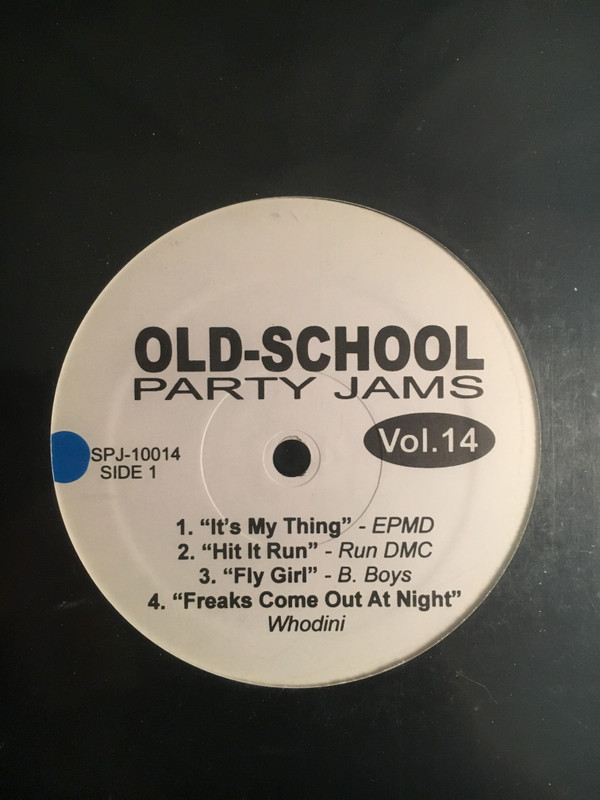 OLD-SCHOOL
PARTY JAMS
Vol.14
SPJ-10014
SIDE 1
1. “It’s My Thing” - EPMD
2. “Hit It Run” - Run DMC
3. “Fly Girl” - B. Boys
4. “Freaks Come Out At Night”
Whodini